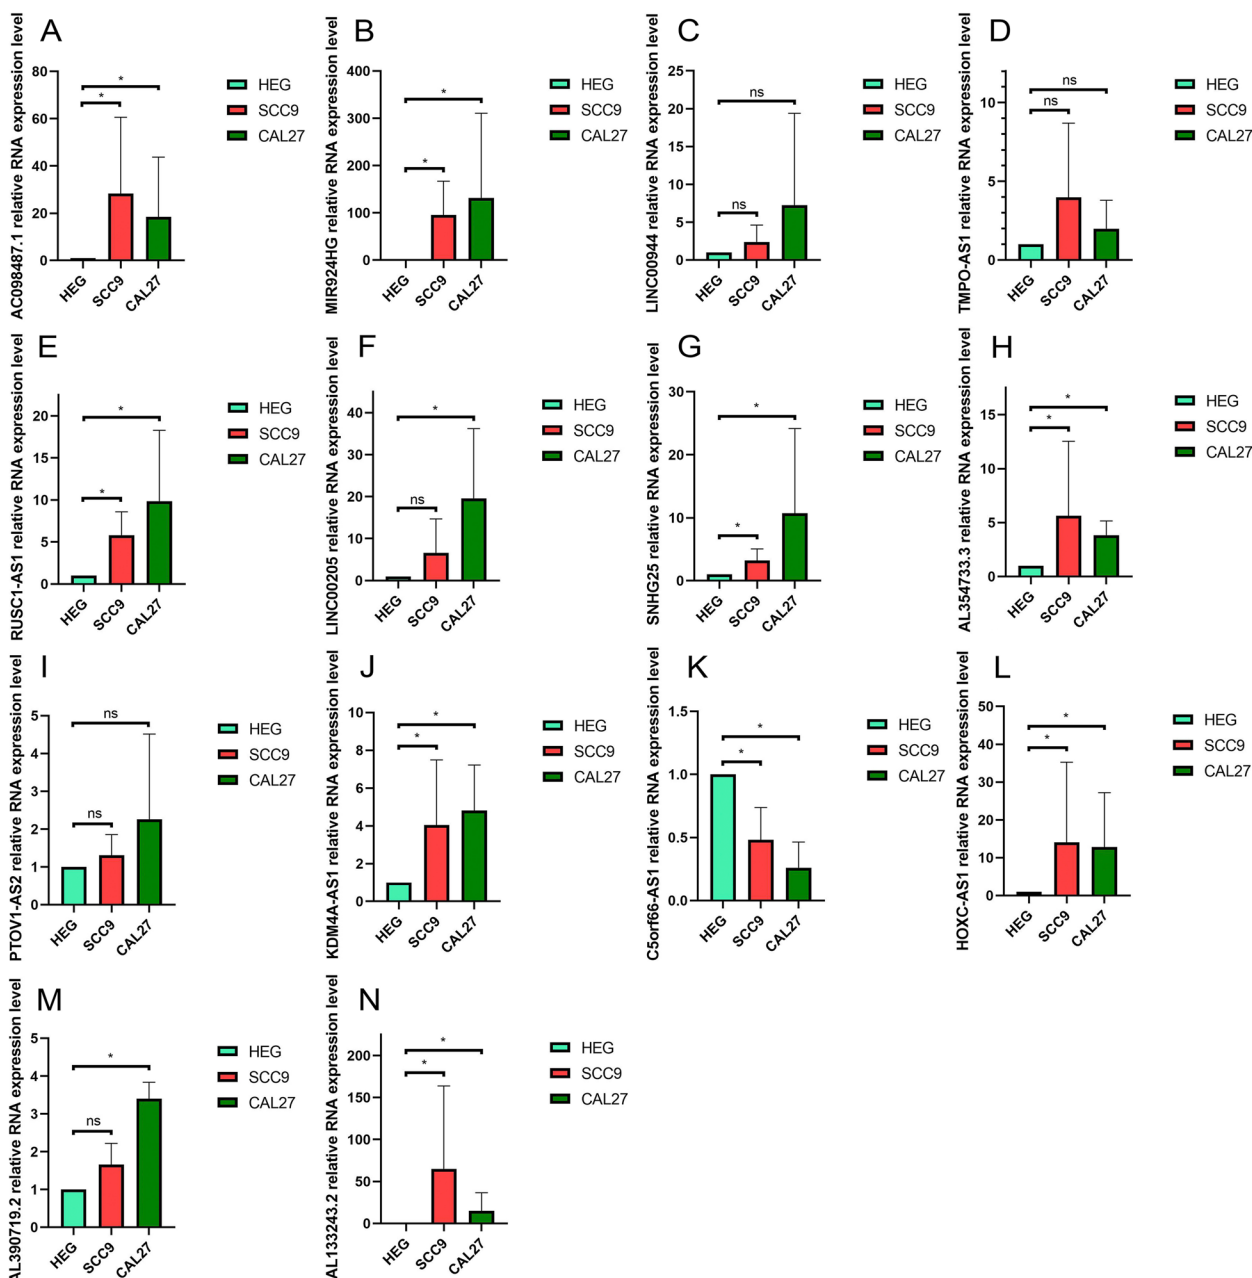 A
AC098487.1 relative RNA expression level
80
60
40
20
0
*
*
HEG
SCC9
CAL27
HEG
SCC9
CAL27
B
MIR924HG relative RNA expression level
400
300
200
100
0
*
*
HEG
SCC9
CAL27
HEG
SCC9
CAL27
C
LINC00944 relative RNA expression level
25
20
15
10
5
0
ns
ns
HEG
SCC9
CAL27
HEG
SCC9
CAL27
D
TMPO-AS1 relative RNA expression level
10
5
0
ns
ns
HEG
SCC9
CAL27
HEG
SCC9
CAL27
E
RUSC1-AS1 relative RNA expression level
20
15
10
5
0
*
*
HEG
SCC9
CAL27
HEG
SCC9
CAL27
F
LINC00205 relative RNA expression level
40
30
20
10
0
*
ns
HEG
SCC9
CAL27
HEG
SCC9
CAL27
G
SNHG25 relative RNA expression level
30
20
10
0
*
*
HEG
SCC9
CAL27
HEG
SCC9
CAL27
H
AL354733.3 relative RNA expression level
15
10
5
0
*
*
HEG
SCC9
CAL27
HEG
SCC9
CAL27
I
PTOV1-AS2 relative RNA expression level
5
4
3
2
1
0
ns
ns
HEG
SCC9
CAL27
HEG
SCC9
CAL27
J
KDM4A-AS1 relative RNA expression level
10
8
6
4
2
0
*
*
HEG
SCC9
CAL27
HEG
SCC9
CAL27
K
C5orf66-AS1 relative RNA expression level
1.5
1.0
0.5
0.0
*
*
HEG
SCC9
CAL27
HEG
SCC9
CAL27
L
HOXC-AS1 relative RNA expression level
50
40
30
20
10
0
*
*
HEG
SCC9
CAL27
HEG
SCC9
CAL27
M
AL390719.2 relative RNA expression level
5
4
3
2
1
0
*
ns
HEG
SCC9
CAL27
HEG
SCC9
CAL27
N
AL133243.2 relative RNA expression level
200
150
100
50
0
*
*
HEG
SCC9
CAL27
HEG
SCC9
CAL27